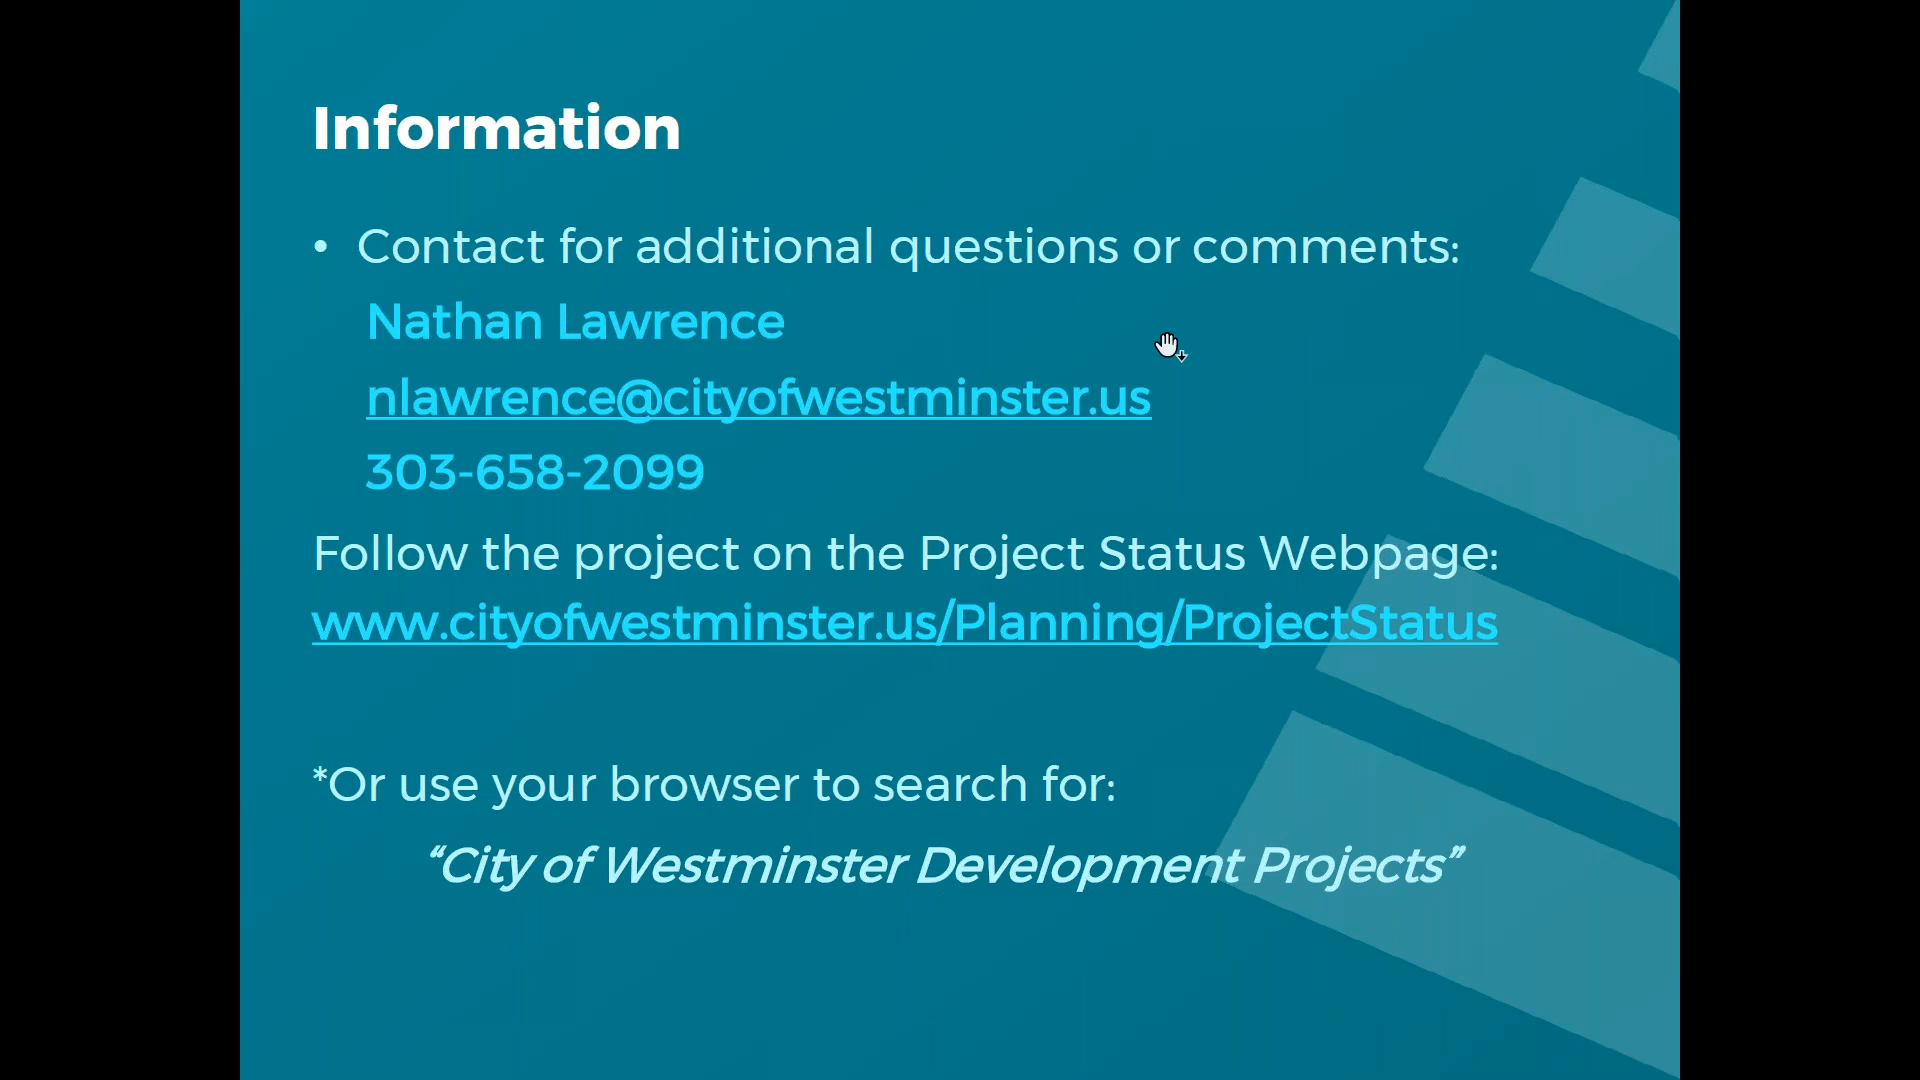 Information
• Contact for additional questions or comments:
Nathan Lawrence
nlawrence@cityofwestminster.us
303-658-2099
Follow the project on the Project Status Webpage:
www.cityofwestminster.us/Planning/ProjectStatus
*Or use your browser to search for:
“City of Westminster Development Projects”